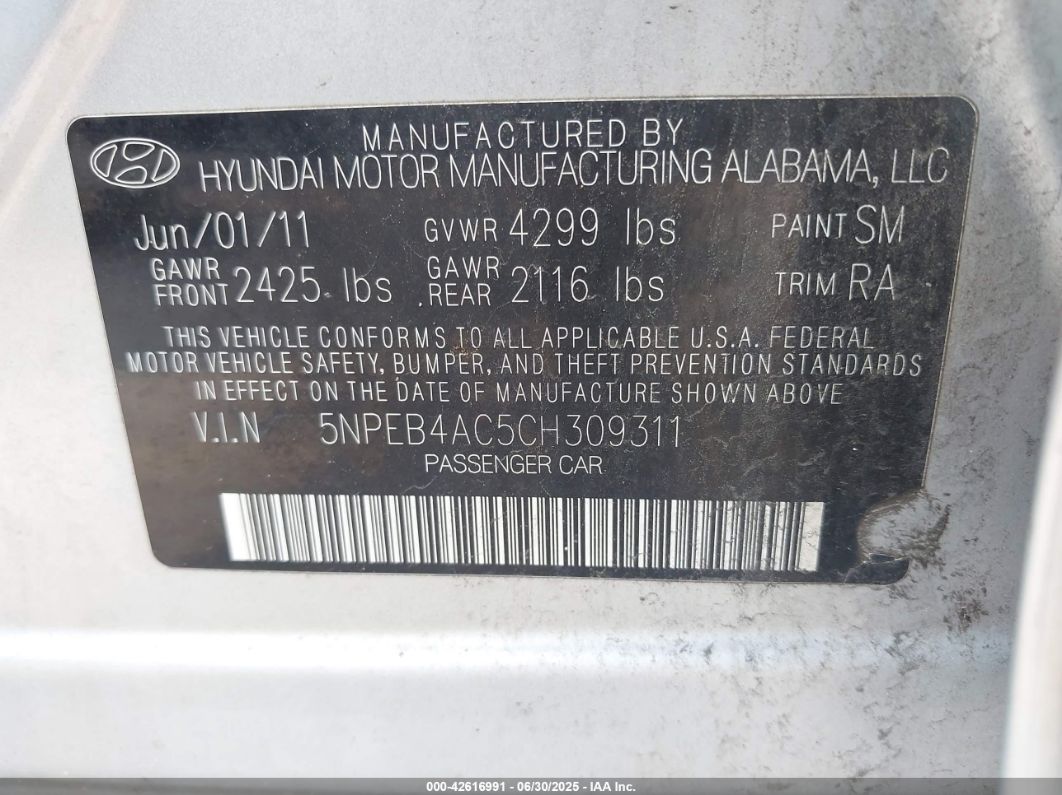 MANUFACTURED BY
HYUNDAI MOTOR MANUFACTURING ALABAMA, LLC
Jun/01/11 GVWR 4299 lbs PAINT SM
GAWR FRONT 2425 lbs GAWR REAR 2116 lbs TRIM RA
THIS VEHICLE CONFORMS TO ALL APPLICABLE U.S.A. FEDERAL
MOTOR VEHICLE SAFETY, BUMPER, AND THEFT PREVENTION STANDARDS
IN EFFECT ON THE DATE OF MANUFACTURE SHOWN ABOVE
V.I.N 5NPEB4AC5CH309311
PASSENGER CAR
000-42616991 - 06/30/2025 - IAA Inc.